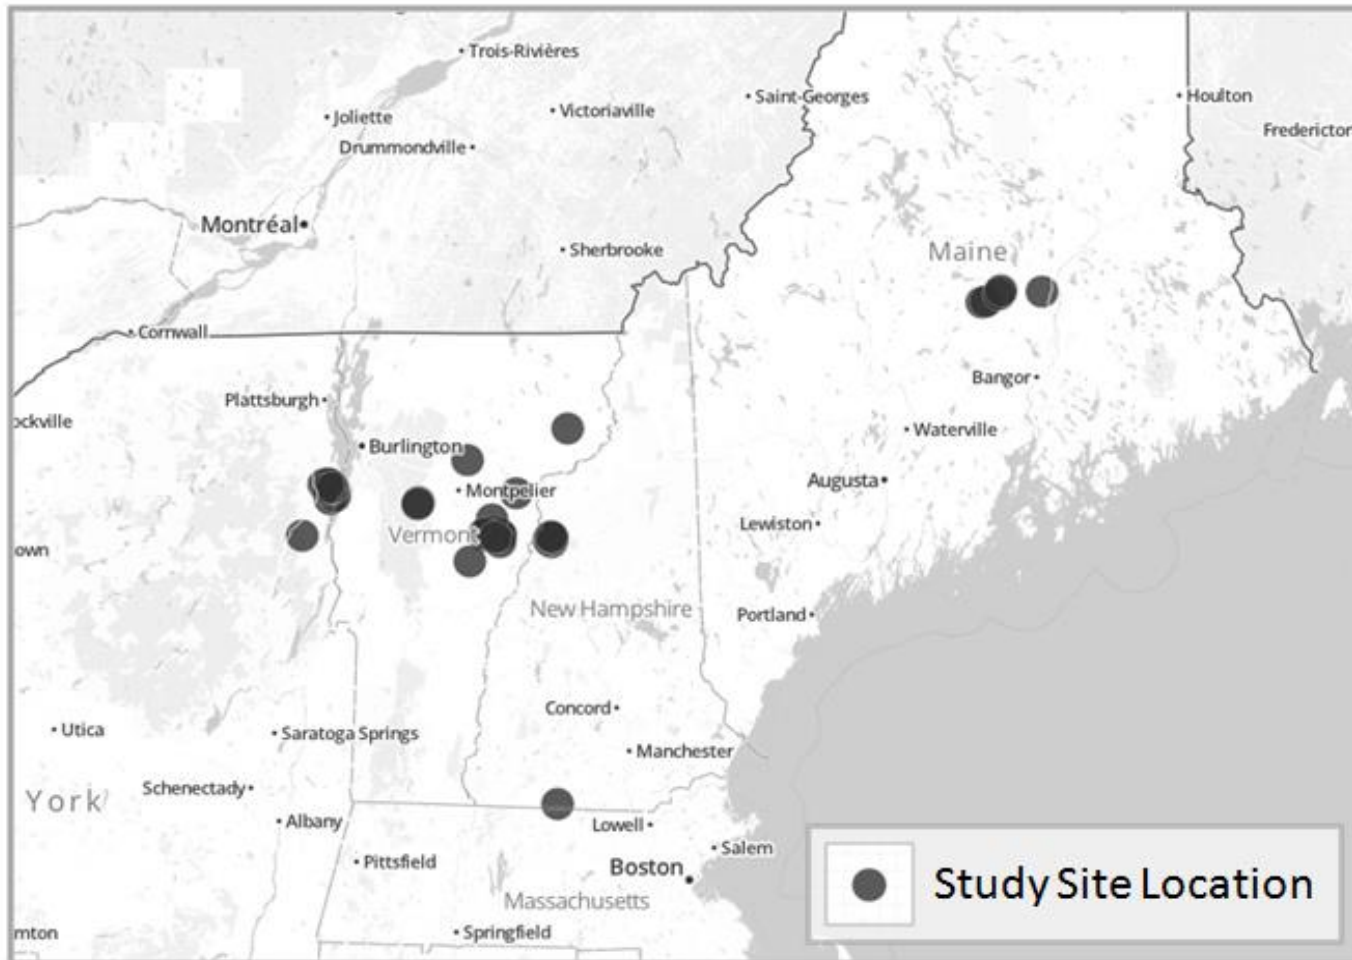 Trois-Rivières
Saint-Georges
Houlton
Victoriaville
Joliette
Frederictor
Drummondville
Montréal
Sherbrooke
Maine
Cornwall
Bangor
Plattsburgh
ockville
Waterville
Burlington
Augusta
Montpelier
Lewiston
Vermont
own
New Hampshire
Portland
Concord
Utica
Saratoga Springs
Manchester
Schenectady
York
Albany
Lowell
Salem
Pittsfield
Boston
Study Site Location
Massachusetts
Springfield
mton